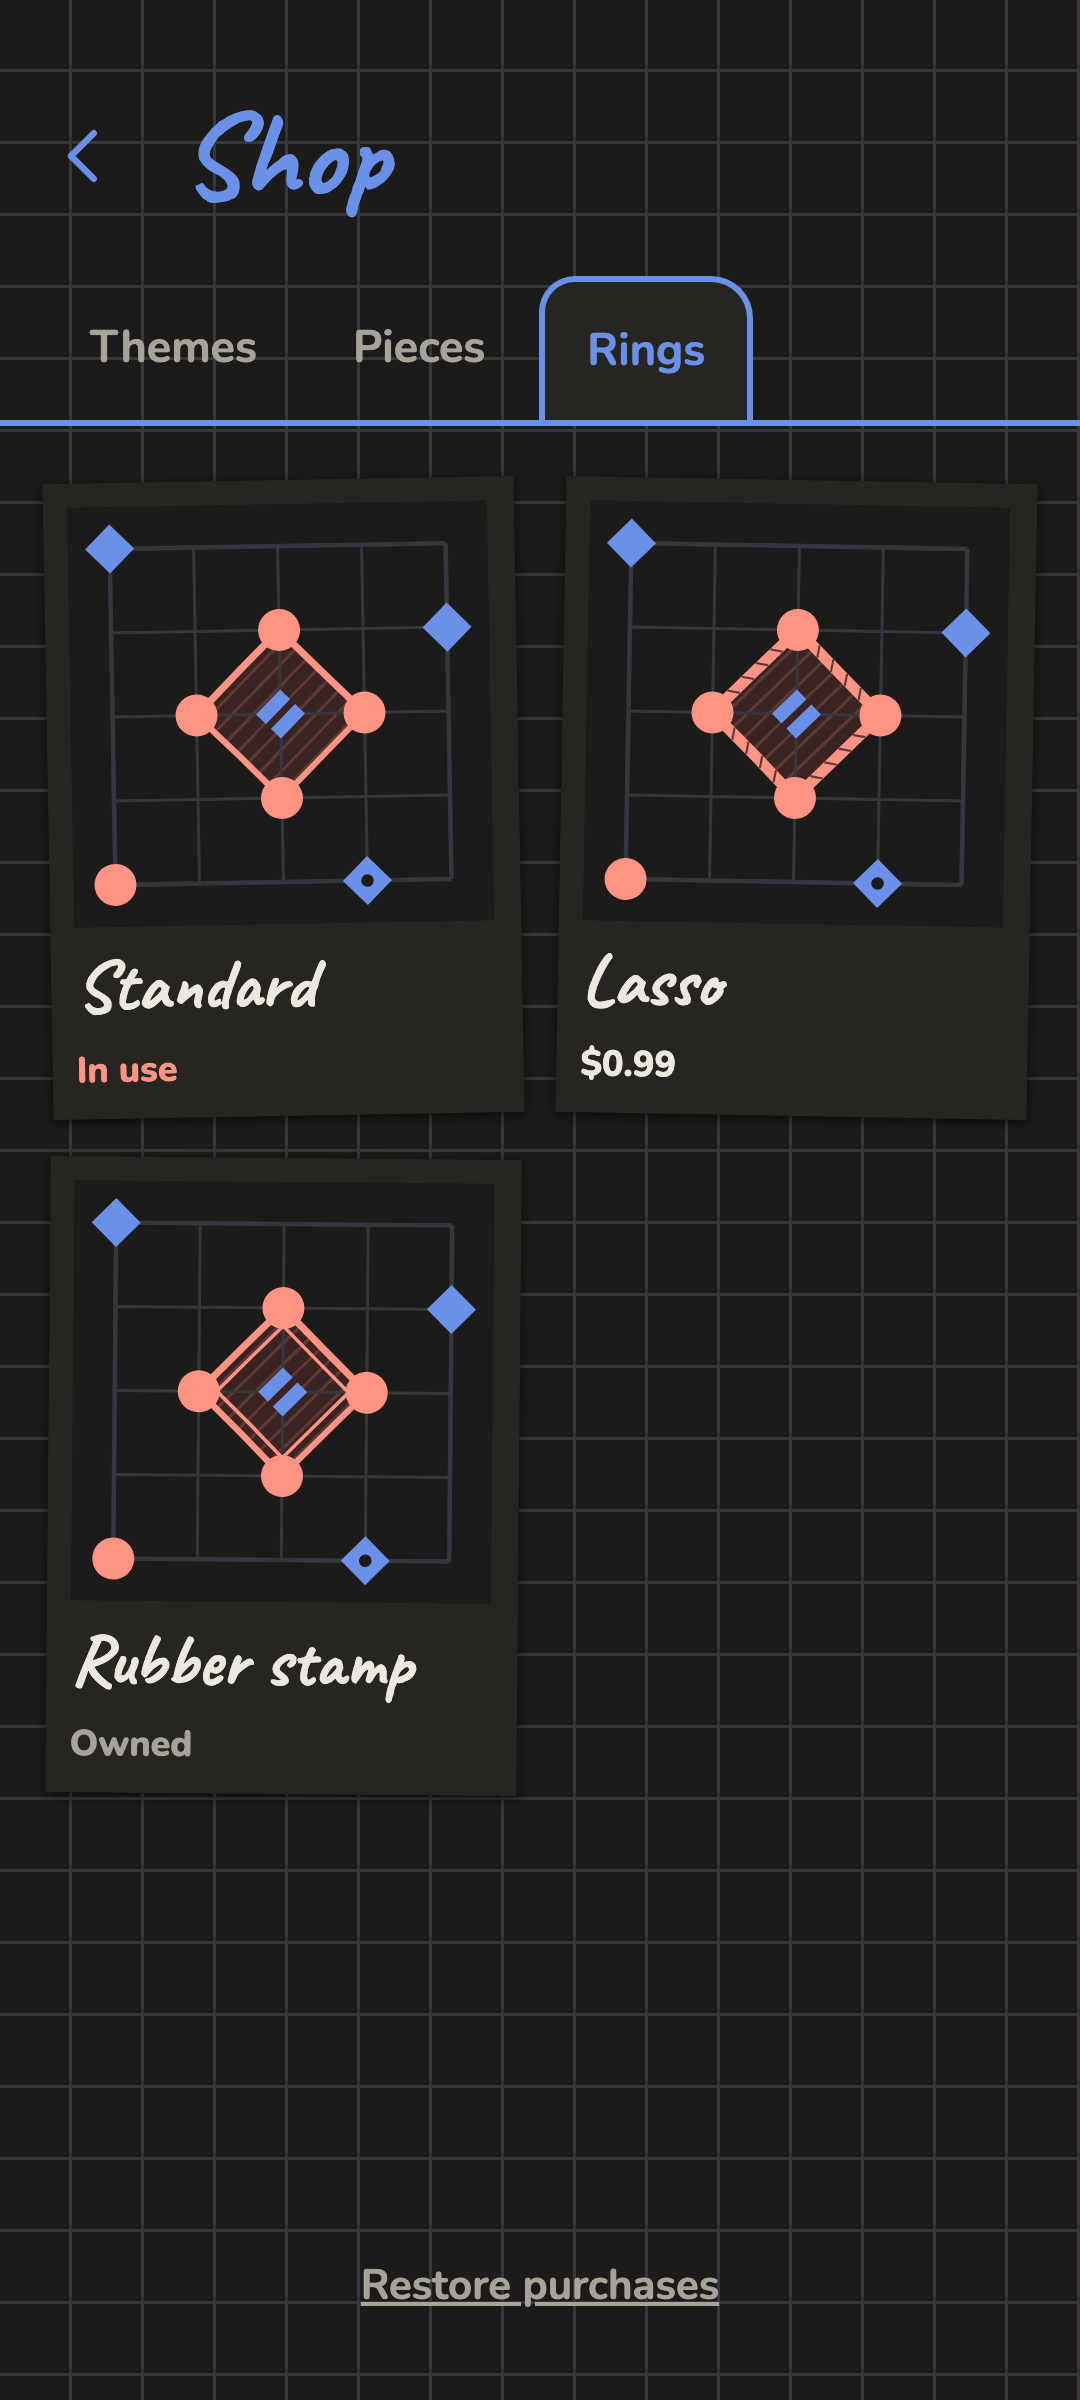 Shop
Themes
Pieces
Rings
Standard
In use
Lasso
$0.99
Rubber stamp
Owned
Restore purchases